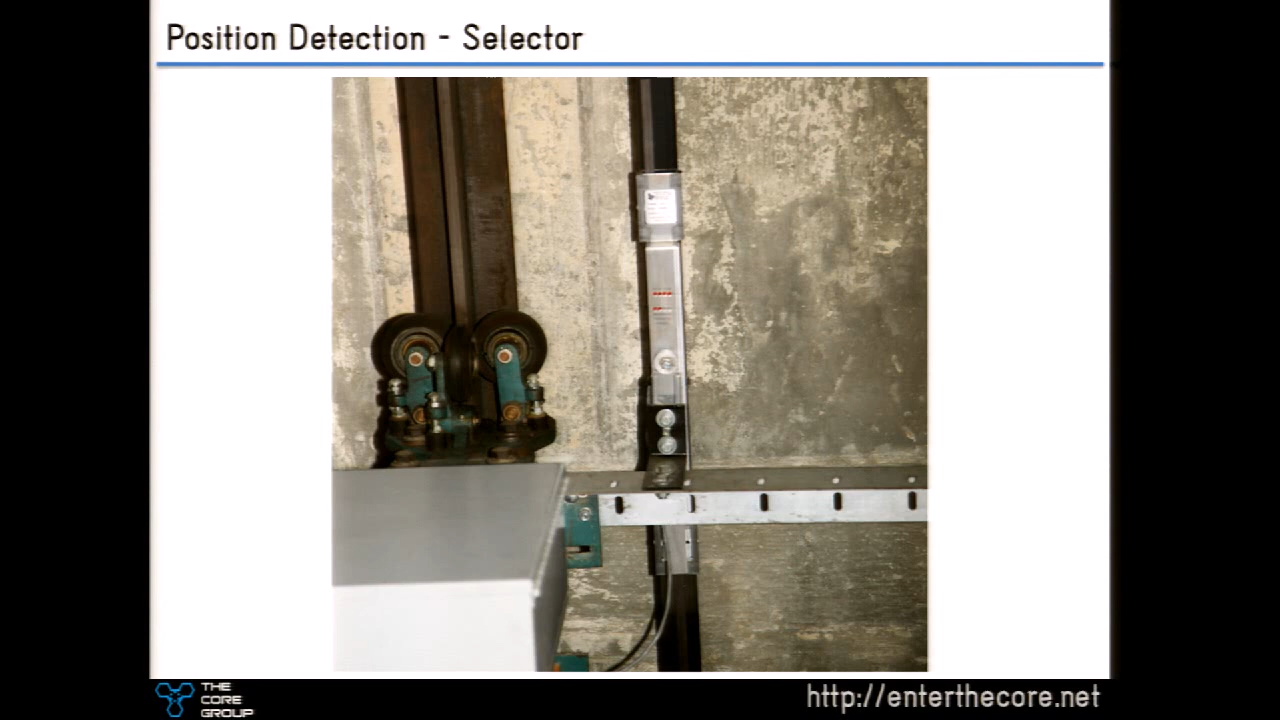 Position Detection - Selector
THE
CORE
GROUP
http://enterthecore.net